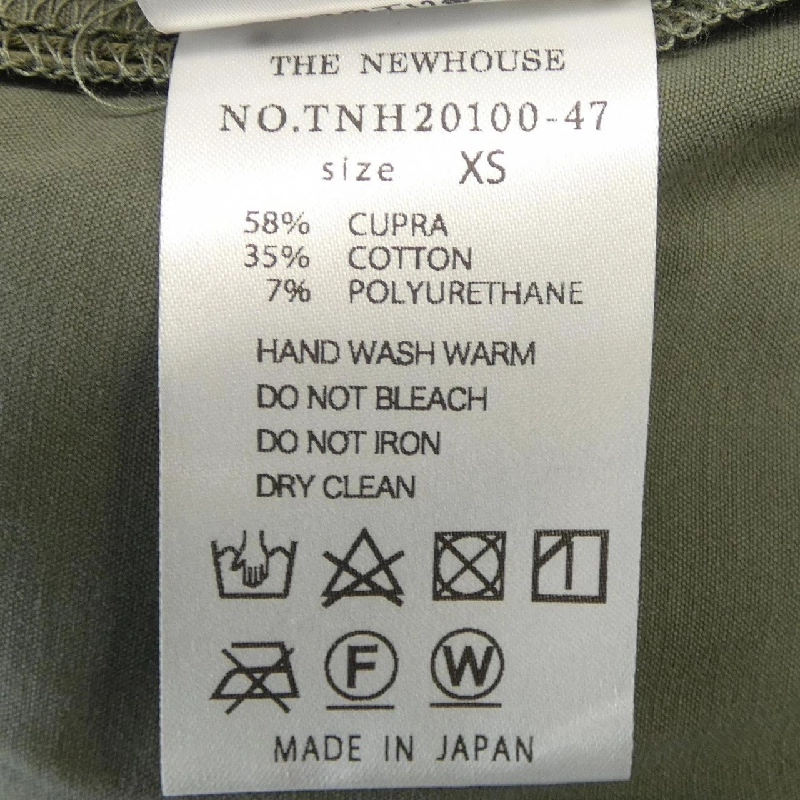 THE NEWHOUSE
NO.TNH20100-47
size XS
58% CUPRA
35% COTTON
7% POLYURETHANE
HAND WASH WARM
DO NOT BLEACH
DO NOT IRON
DRY CLEAN
F W
MADE IN JAPAN